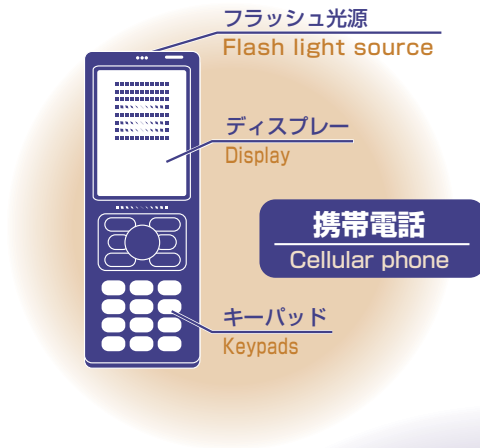 フラッシュ光源
Flash light source
ディスプレー
Display
携帯電話
Cellular phone
キーパッド
Keypads